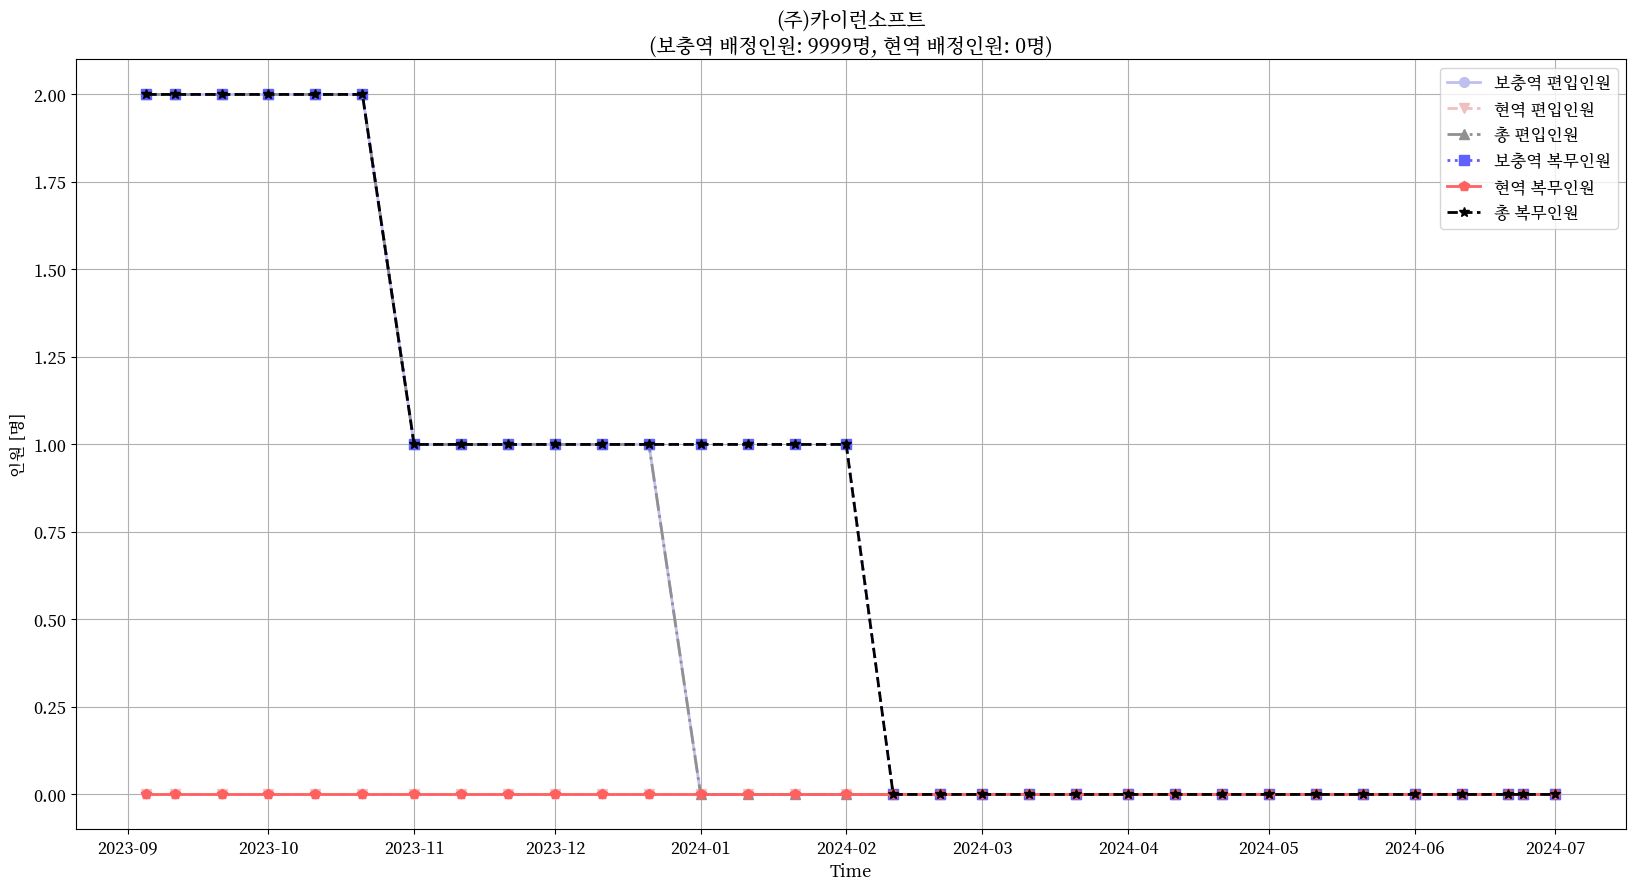 (주)카이런소프트
(보충역 배정인원: 9999명, 현역 배정인원: 0명)
보충역 편입인원
현역 편입인원
총 편입인원
보충역 복무인원
현역 복무인원
총 복무인원
2.00
1.75
1.50
1.25
1.00
0.75
0.50
0.25
0.00
인원 [명]
2023-09 2023-10 2023-11 2023-12 2024-01 2024-02 2024-03 2024-04 2024-05 2024-06 2024-07
Time